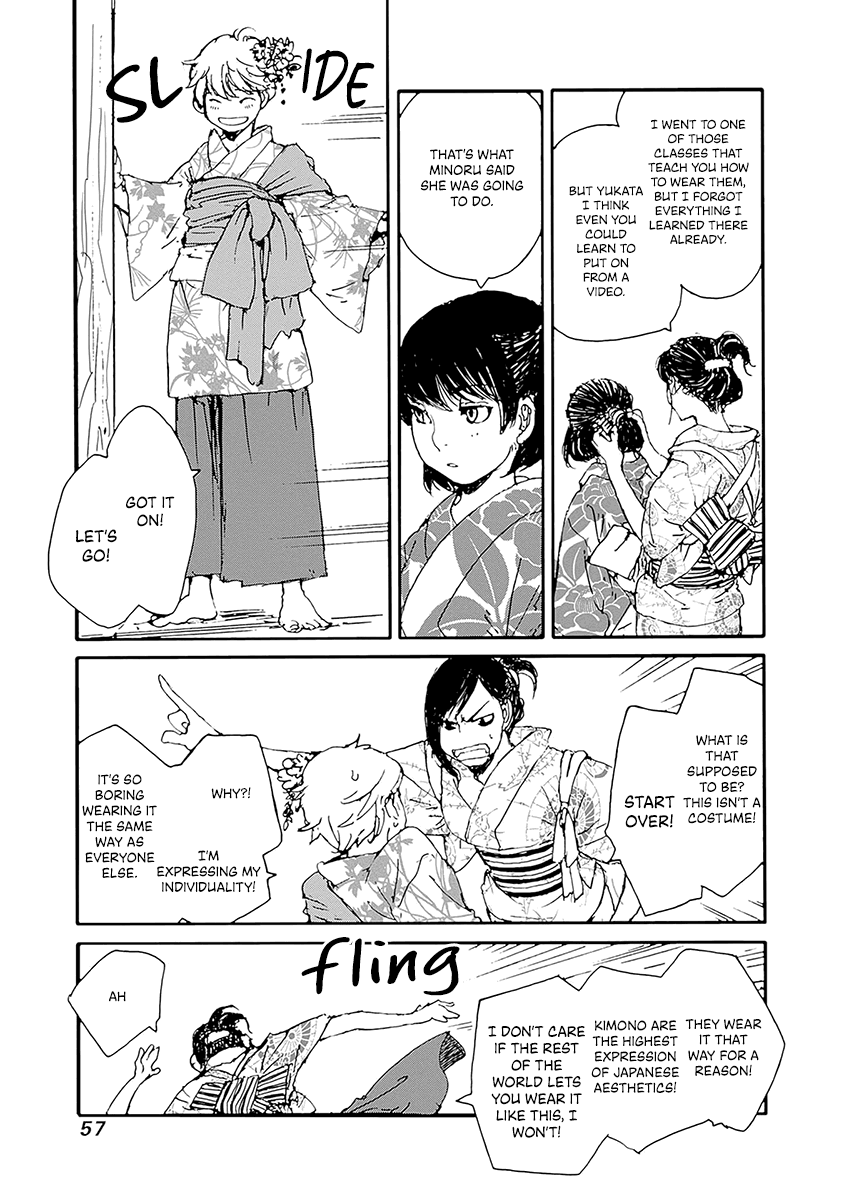 I WENT TO ONE
OF THOSE
CLASSES THAT
TEACH YOU HOW
TO WEAR THEM,
BUT I FORGOT
EVERYTHING I
LEARNED THERE
ALREADY.
BUT YUKATA
I THINK
EVEN YOU
COULD
LEARN TO
PUT ON
FROM A
VIDEO.
THAT'S WHAT
MINORU SAID
SHE WAS GOING
TO DO.
SLIDE
GOT IT
ON!
LET'S
GO!
WHAT IS
THAT
SUPPOSED
TO BE?
THIS ISN'T A
COSTUME!
START
OVER!
WHY?!
I'M
EXPRESSING MY
INDIVIDUALITY!
IT'S SO
BORING
WEARING IT
THE SAME
WAY AS
EVERYONE
ELSE.
THEY WEAR
IT THAT
WAY FOR A
REASON!
KIMONO ARE
THE HIGHEST
EXPRESSION
OF JAPANESE
AESTHETICS!
I DON'T CARE
IF THE REST
OF THE
WORLD LETS
YOU WEAR IT
LIKE THIS, I
WON'T!
fling
AH
57